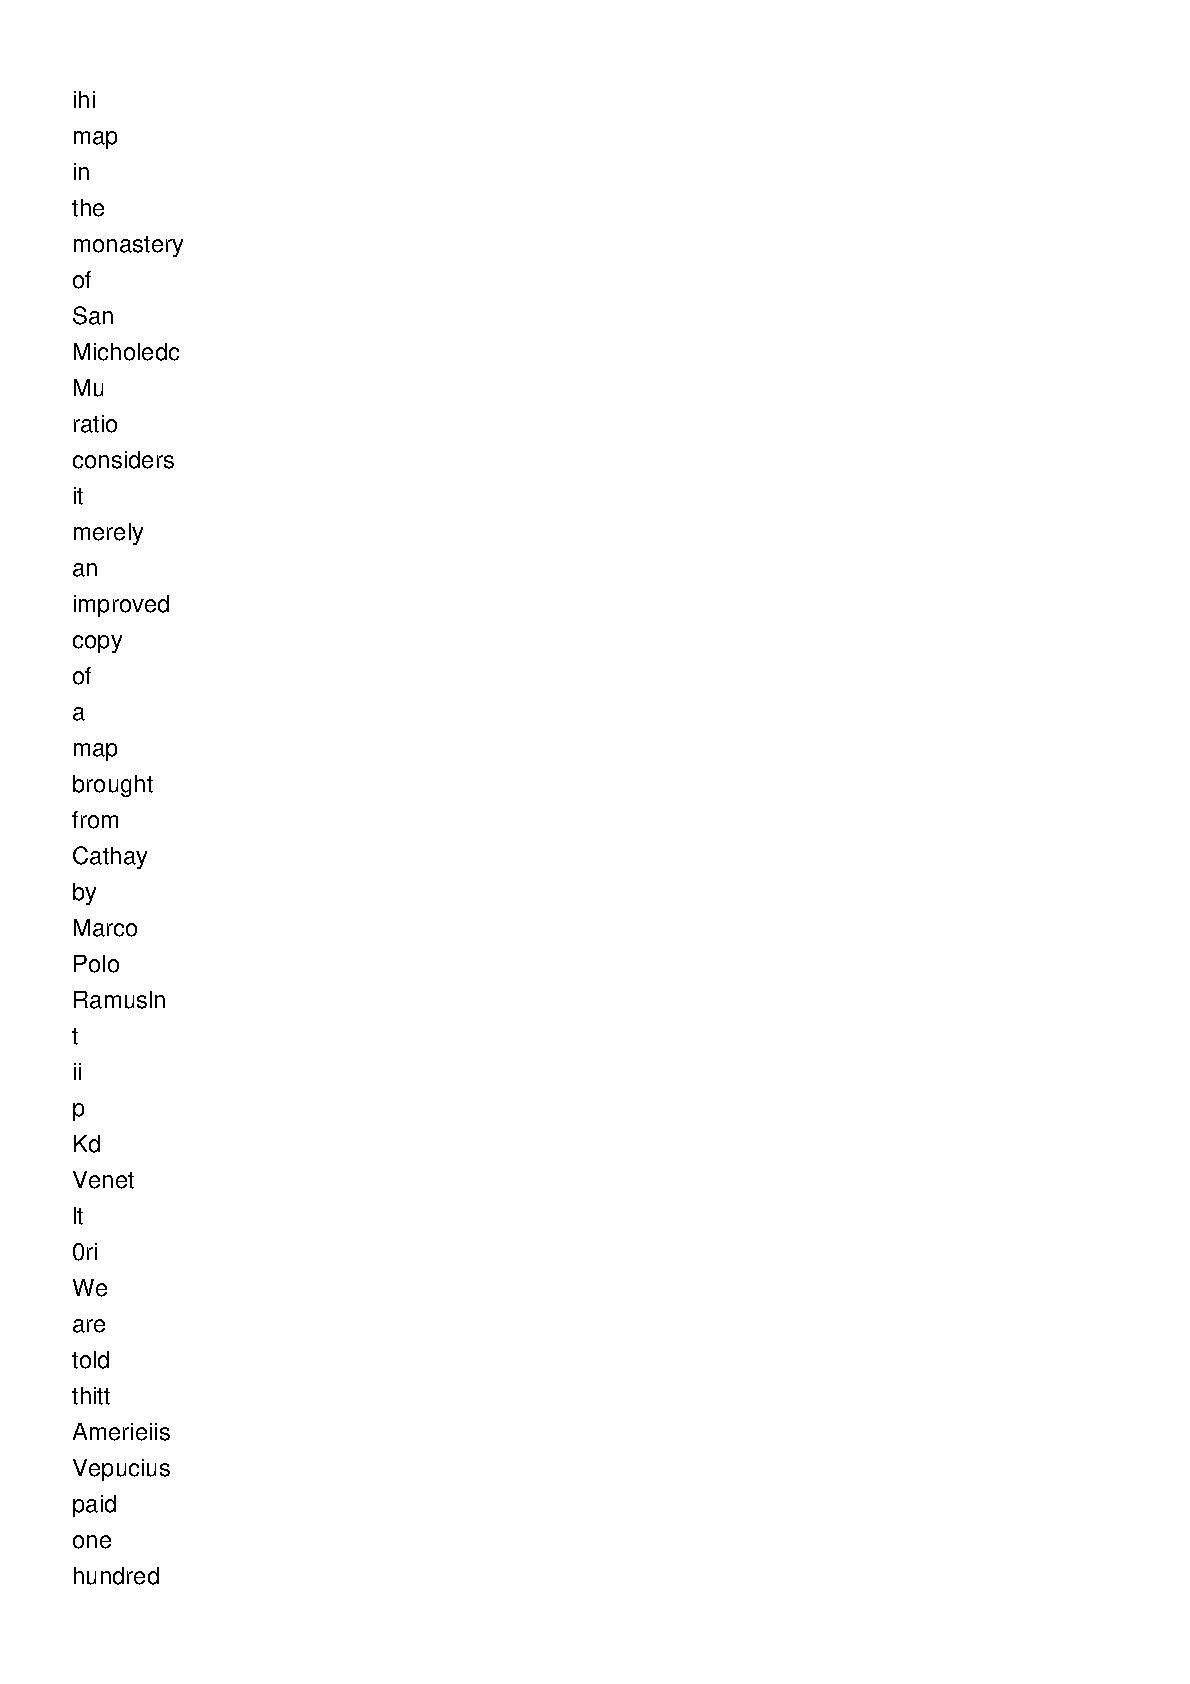 ihi
map
in
the
monastery
of
San
Micholedc
Mu
ratio
considers
it
merely
an
improved
copy
of
a
map
brought
from
Cathay
by
Marco
Polo
Ramusln
t
ii
p
Kd
Venet
lt
0ri
We
are
told
thitt
Amerieiis
Vepucius
paid
one
hundred